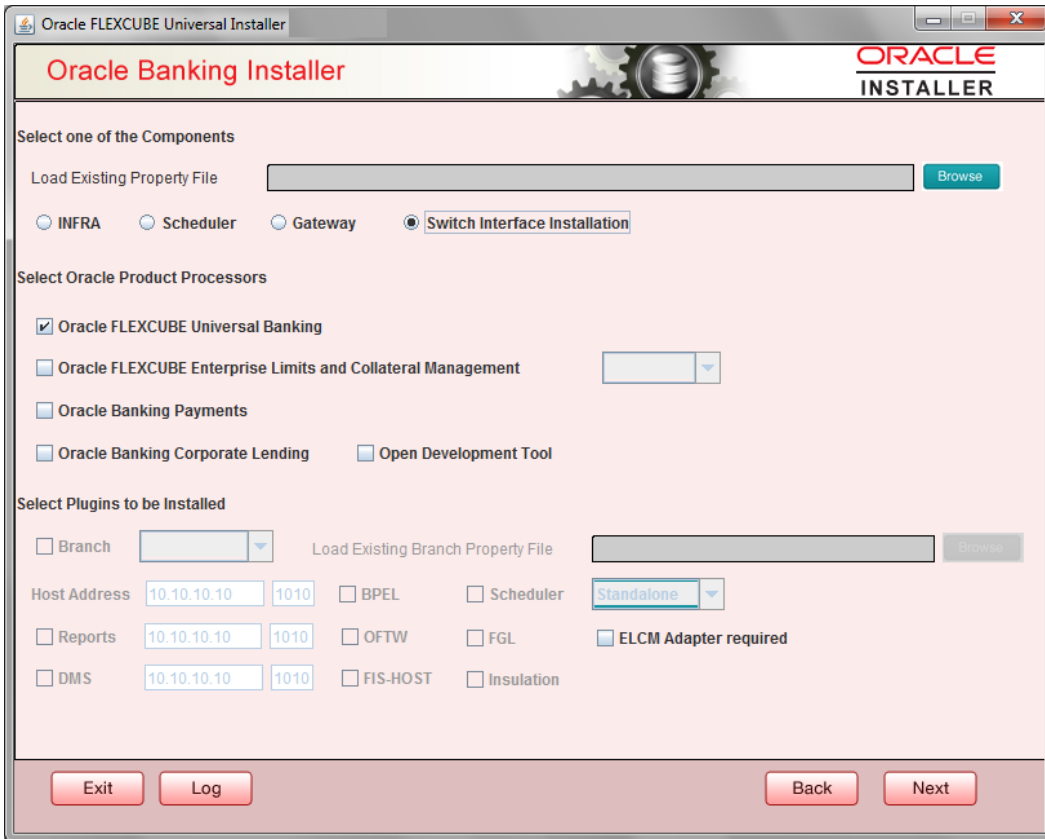 Oracle FLEXCUBE Universal Installer
Oracle Banking Installer
ORACLE
INSTALLER
Select one of the Components
Load Existing Property File Browse
INFRA Scheduler Gateway Switch Interface Installation
Select Oracle Product Processors
Oracle FLEXCUBE Universal Banking
Oracle FLEXCUBE Enterprise Limits and Collateral Management
Oracle Banking Payments
Oracle Banking Corporate Lending Open Development Tool
Select Plugins to be Installed
Branch Load Existing Branch Property File Browse
Host Address 10.10.10.10 1010 BPEL Scheduler Standalone
Reports 10.10.10.10 1010 OFTW FGL ELCM Adapter required
DMS 10.10.10.10 1010 FIS-HOST Insulation
Exit Log Back Next